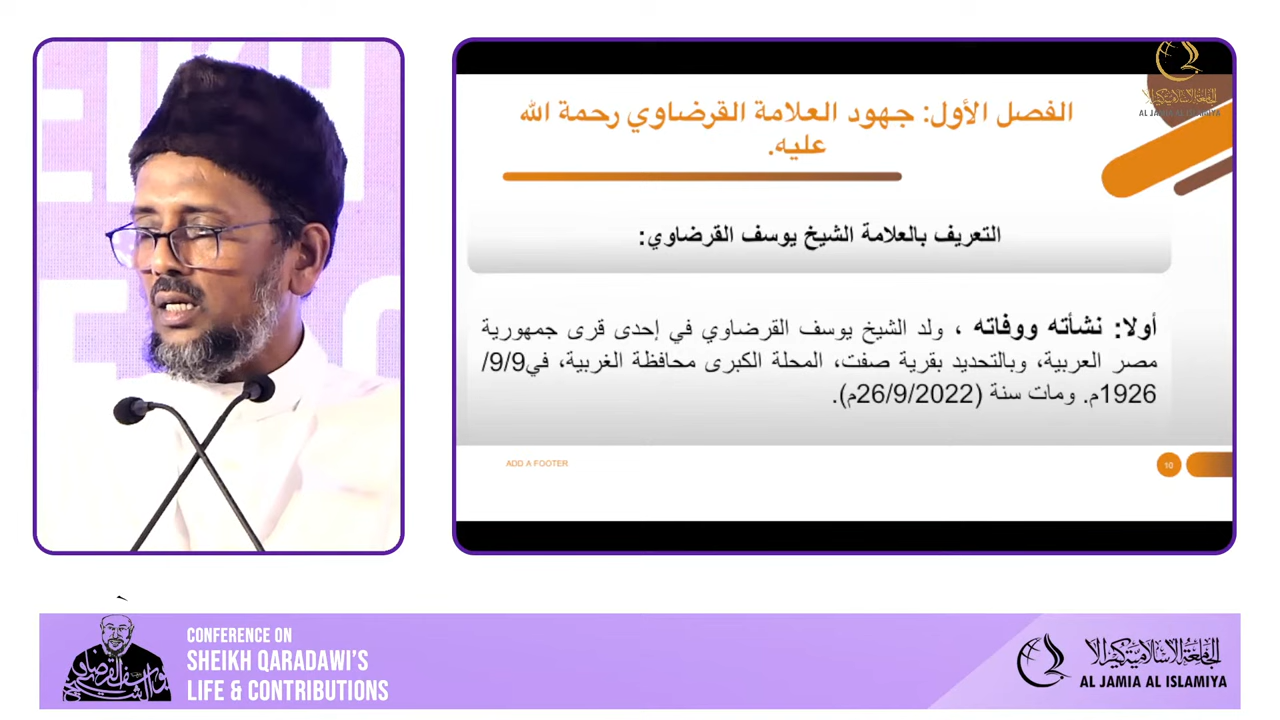 الفصل الأول: جهود العلامة القرضاوي رحمة الله
عليه.
التعريف بالعلامة الشيخ يوسف القرضاوي:
أولا: نشأته ووفاته ، ولد الشيخ يوسف القرضاوي في إحدى قرى جمهورية
مصر العربية، وبالتحديد بقرية صفت، المحلة الكبرى محافظة الغربية، في9/9/
1926م. ومات سنة (26/9/2022م).
ADD A FOOTER
10
AL JAMIA AL ISLAMIYA
CONFERENCE ON
SHEIKH QARADAWI'S
LIFE & CONTRIBUTIONS
الجامعة الاسلامية كيرالا
AL JAMIA AL ISLAMIYA